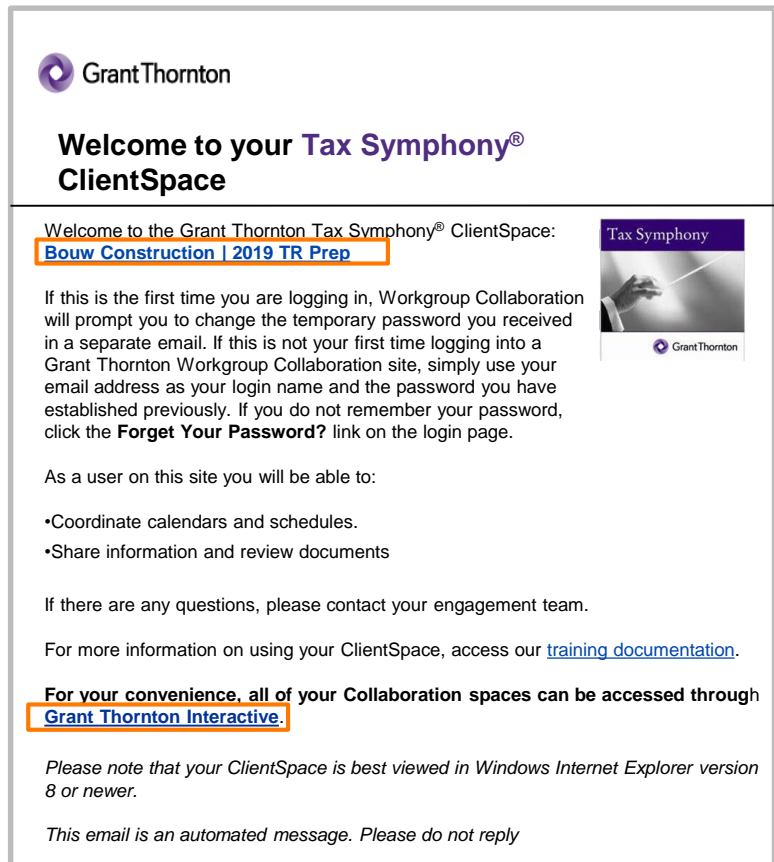 Grant Thornton
Welcome to your Tax Symphony®
ClientSpace
Welcome to the Grant Thornton Tax Symphony® ClientSpace:
Bouw Construction | 2019 TR Prep
Tax Symphony
Grant Thornton
If this is the first time you are logging in, Workgroup Collaboration
will prompt you to change the temporary password you received
in a separate email. If this is not your first time logging into a
Grant Thornton Workgroup Collaboration site, simply use your
email address as your login name and the password you have
established previously. If you do not remember your password,
click the Forget Your Password? link on the login page.
As a user on this site you will be able to:
•Coordinate calendars and schedules.
•Share information and review documents
If there are any questions, please contact your engagement team.
For more information on using your ClientSpace, access our training documentation.
For your convenience, all of your Collaboration spaces can be accessed through
Grant Thornton Interactive.
Please note that your ClientSpace is best viewed in Windows Internet Explorer version
8 or newer.
This email is an automated message. Please do not reply